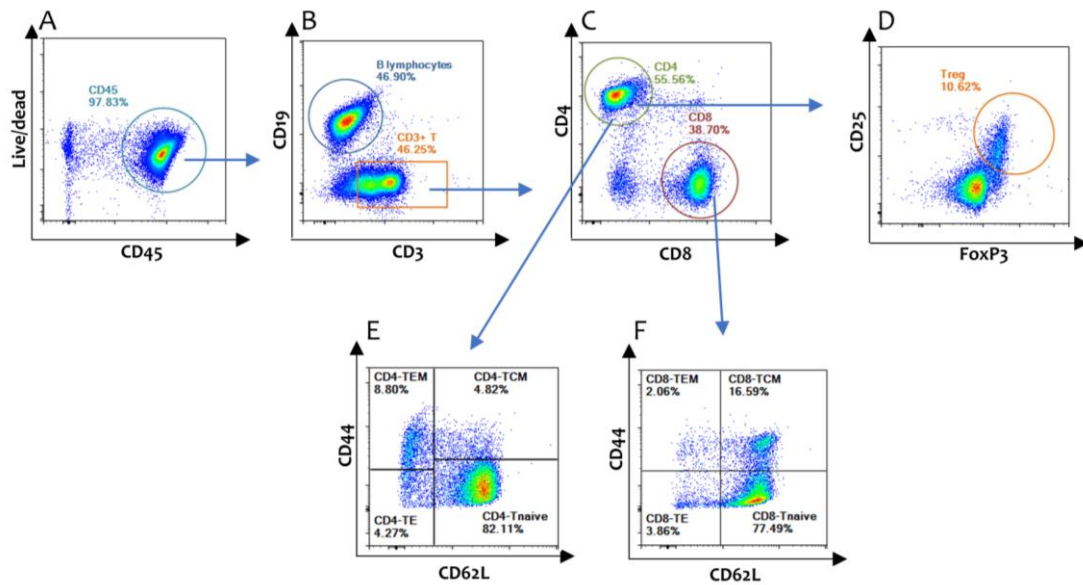 A
Live/dead
CD45
97.83%
CD45
B
CD19
B lymphocytes
46.90%
CD3+ T
46.25%
CD3
C
CD4
CD4
55.56%
CD8
38.70%
CD8
D
CD25
Treg
10.62%
FoxP3
E
CD44
CD4-TEM
8.80%
CD4-TCM
4.82%
CD4-TE
4.27%
CD4-Tnaive
82.11%
CD62L
F
CD44
CD8-TEM
2.06%
CD8-TCM
16.59%
CD8-TE
3.86%
CD8-Tnaive
77.49%
CD62L